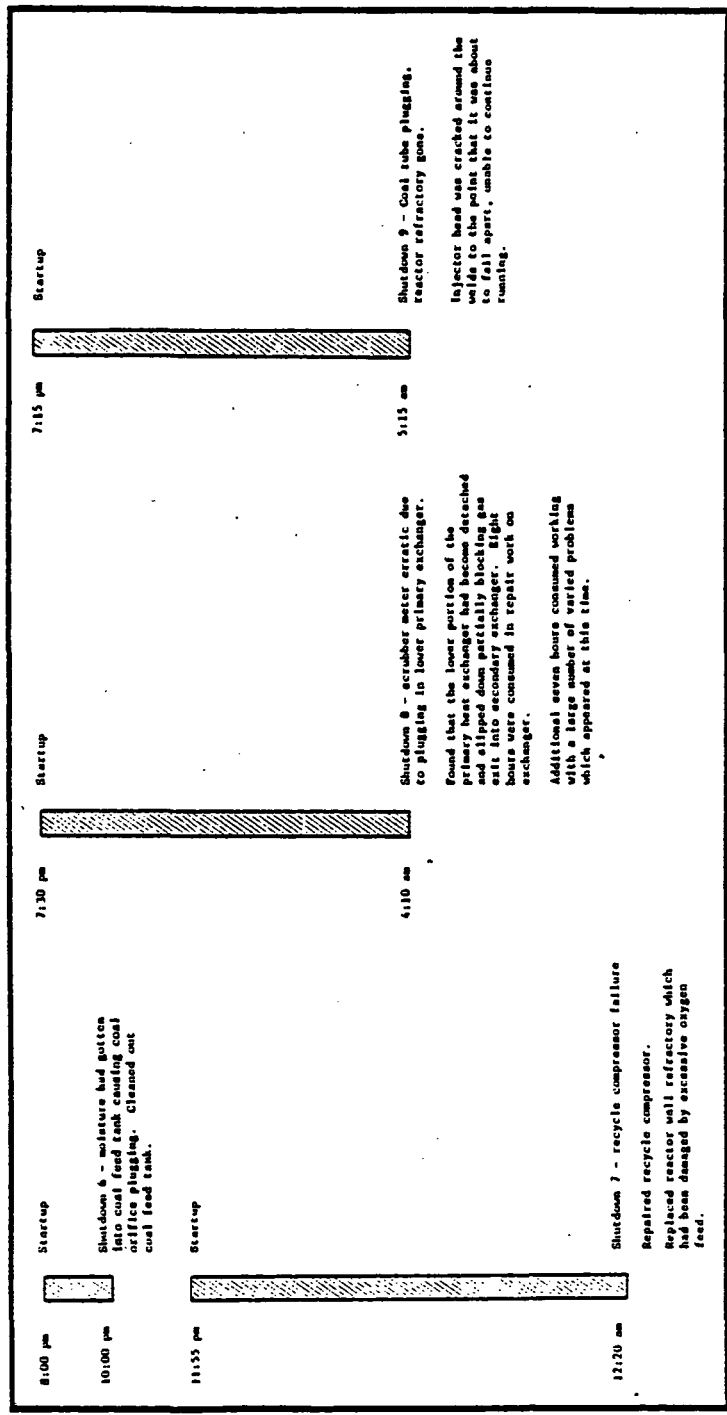 8:00 pm
Startup
10:00 pm
Shutdown 6 - moisture had gotten
into coal feed tank causing coal
orifice plugging. Cleaned out
coal feed tank.
11:55 pm
Startup
12:20 am
Shutdown 7 - recycle compressor failure
Repaired recycle compressor.
Replaced reactor wall refractory which
had been damaged by excessive oxygen
feed.
7:30 pm
Startup
4:10 am
Shutdown 8 - scrubber meter erratic due
to plugging in lower primary exchanger.
Found that the lower portion of the
primary heat exchanger had become detached
and slipped down partially blocking gas
exit into secondary exchanger. Eight
hours were consumed in repair work on
exchanger.
Additional seven hours consumed working
with a large number of varied problems
which appeared at this time.
7:15 pm
Startup
5:15 am
Shutdown 9 - Coal tube plugging,
reactor refractory gone.
Injector head was cracked around the
welds to the point that it was about
to fall apart, unable to continue
running.